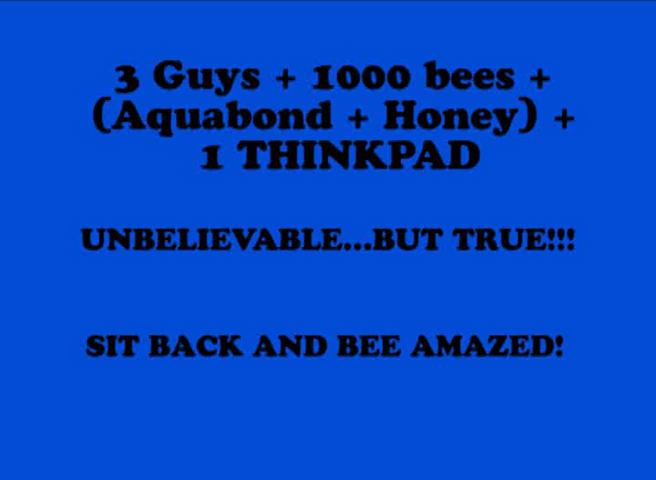 3 Guys + 1000 bees +
(Aquabond + Honey) +
1 THINKPAD
UNBELIEVABLE...BUT TRUE!!!
SIT BACK AND BEE AMAZED!